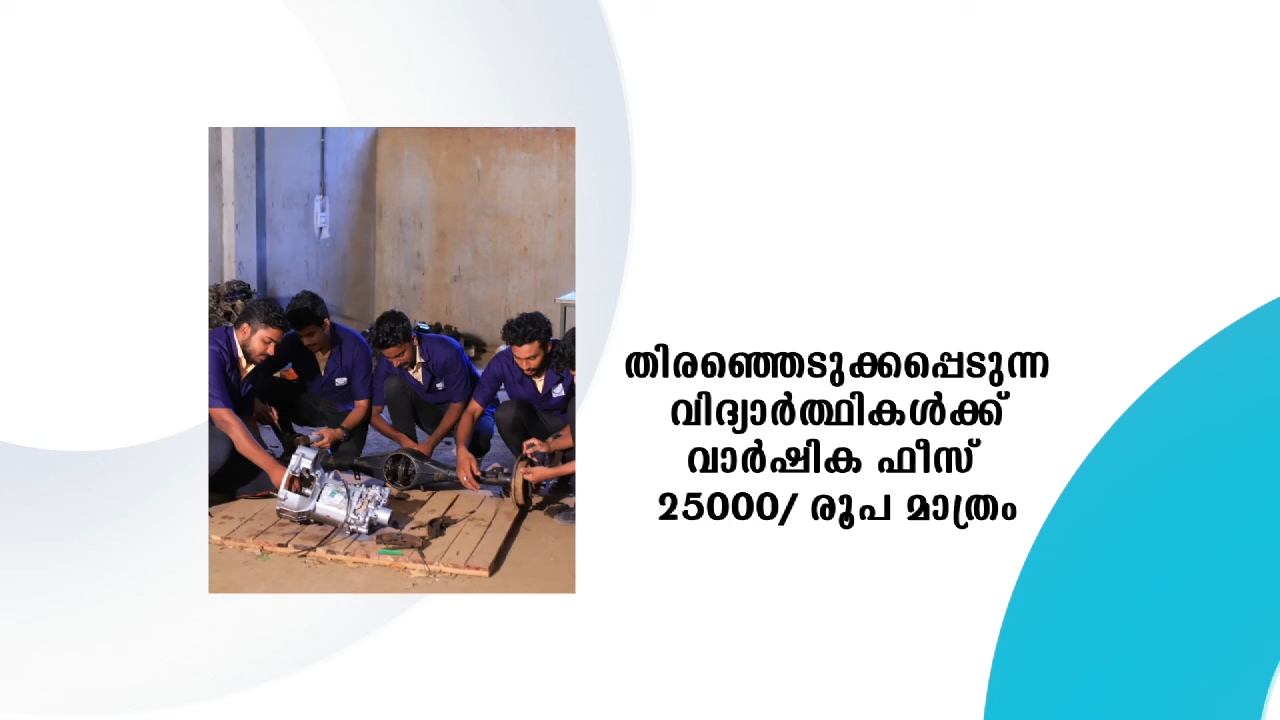 തിരഞ്ഞെടുക്കപ്പെടുന്ന
വിദ്യാർത്ഥികൾക്ക്
വാർഷിക ഫീസ്
25000/ രൂപ മാത്രം